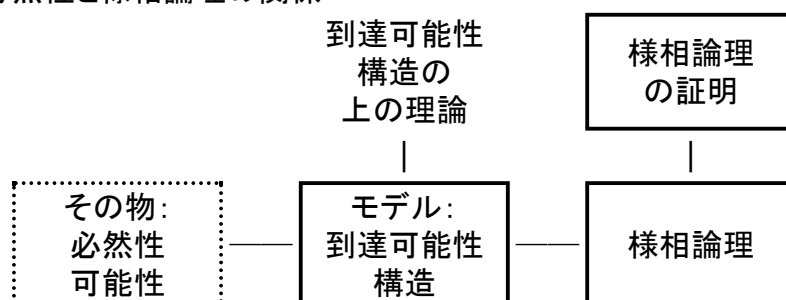 到達可能性
構造の
上の理論
様相論理
の証明
その物:
必然性
可能性
モデル:
到達可能性
構造
様相論理